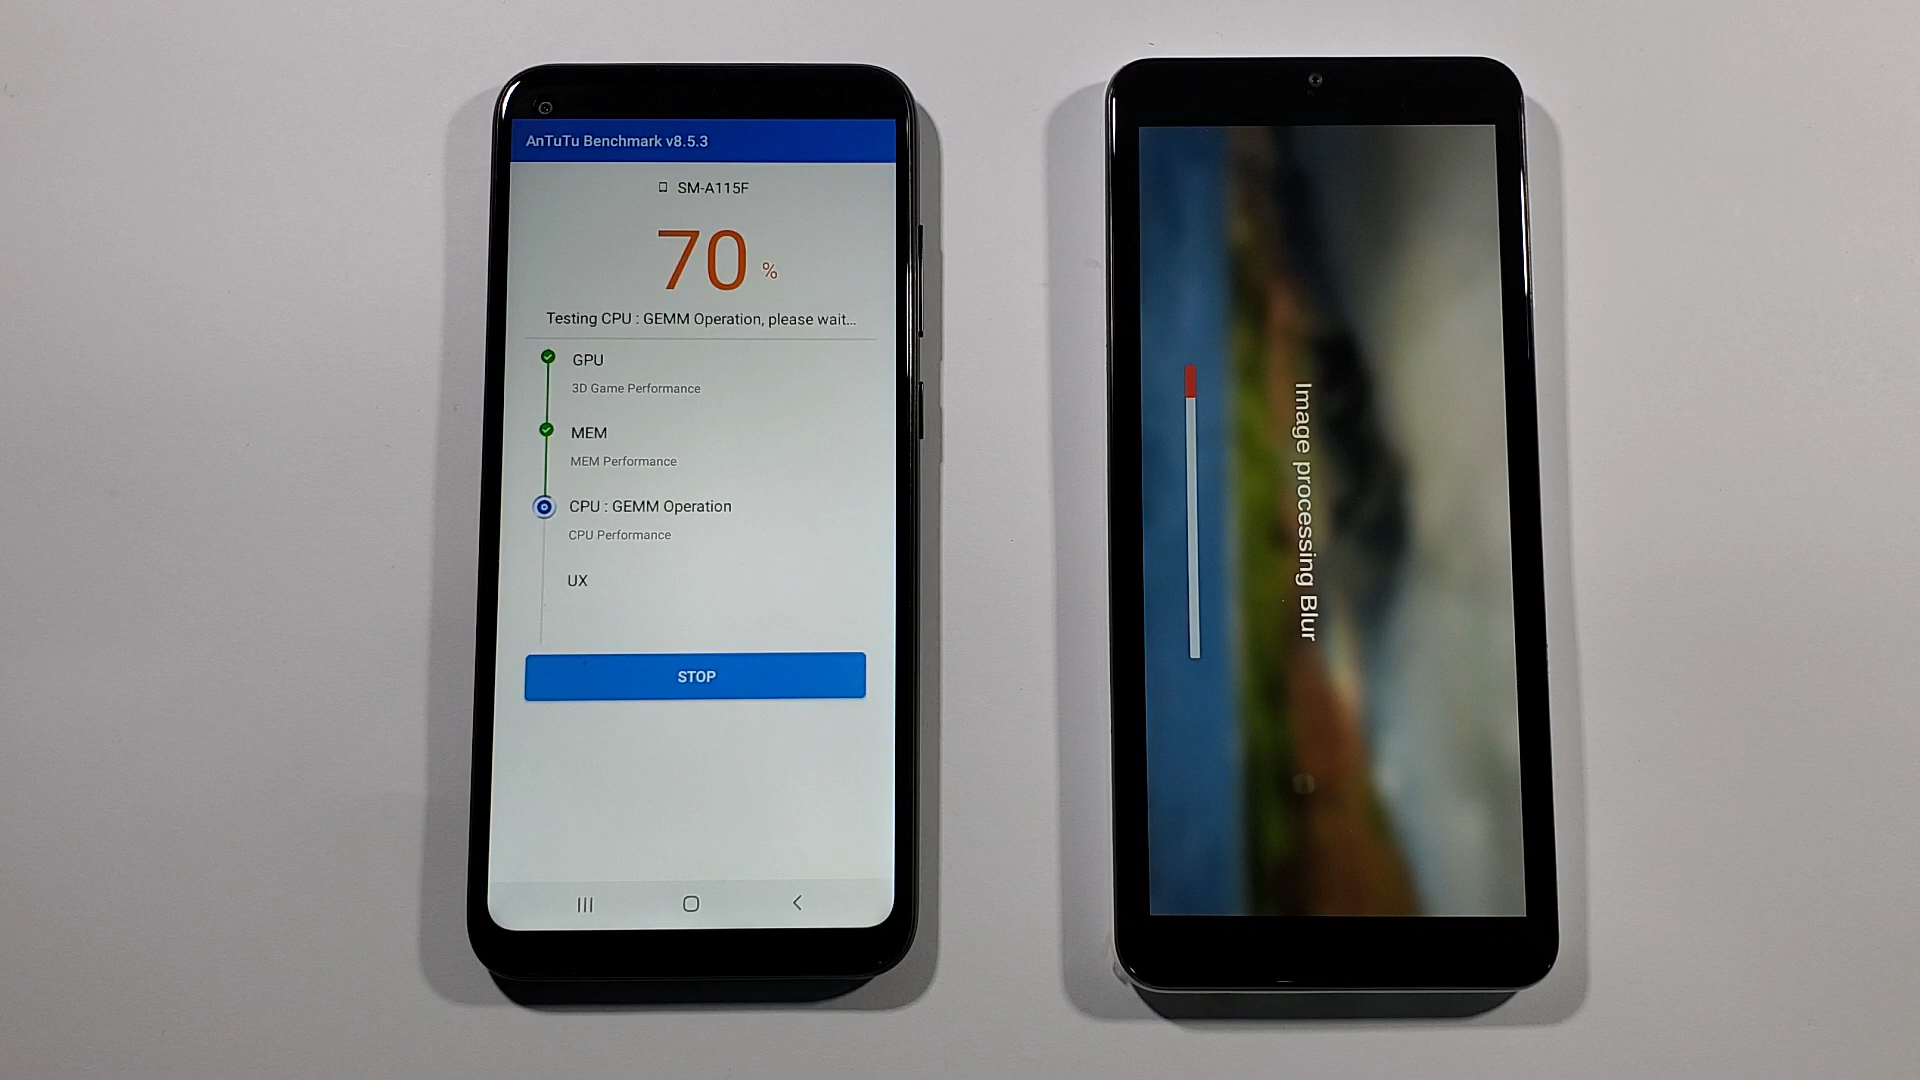 AnTuTu Benchmark v8.5.3
SM-A115F
70 %
Testing CPU : GEMM Operation, please wait...
GPU
3D Game Performance
MEM
MEM Performance
CPU : GEMM Operation
CPU Performance
UX
STOP
Image processing Blur